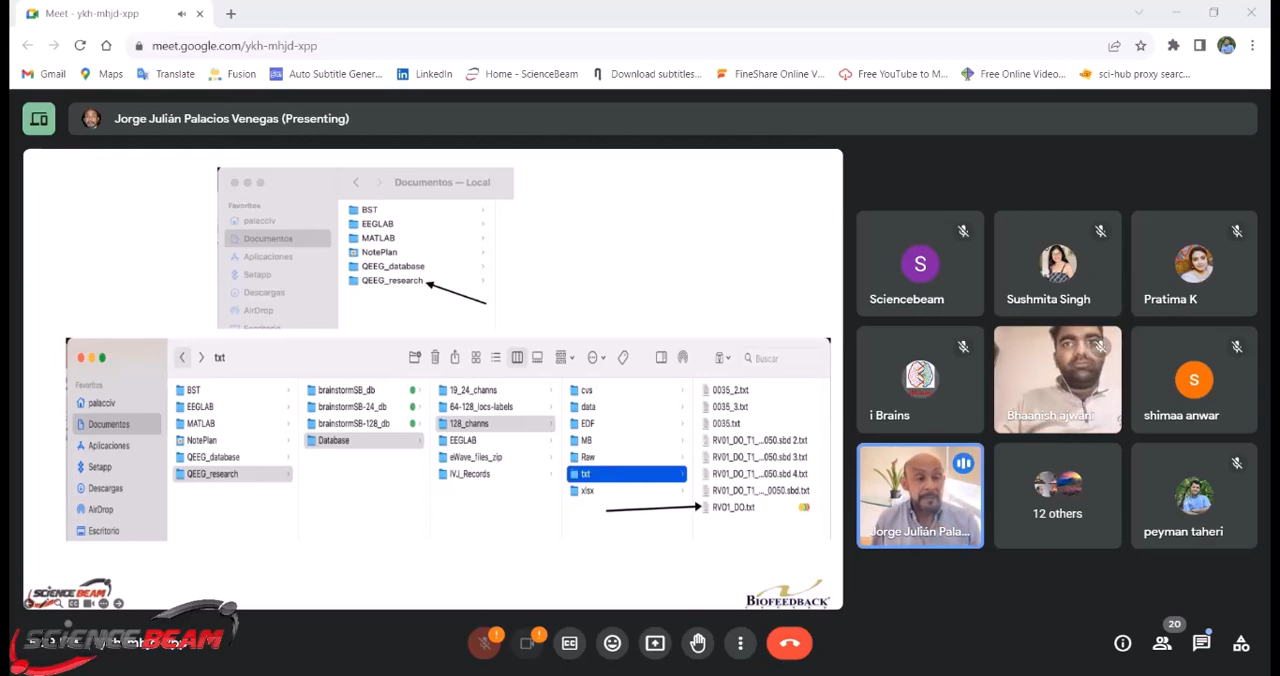 Meet - ykh-mhjd-xpp
meet.google.com/ykh-mhjd-xpp
Gmail
Maps
Translate
Fusion
Auto Subtitle Gener...
LinkedIn
Home - ScienceBeam
Download subtitles...
FineShare Online V...
Free YouTube to M...
Free Online Video...
sci-hub proxy searc...
Jorge Julián Palacios Venegas (Presenting)
Documentos — Local
Favoritos
palacciv
Documentos
Aplicaciones
Setapp
Descargas
AirDrop
Escritorio
BST
EEGLAB
MATLAB
NotePlan
QEEG_database
QEEG_research
txt
Buscar
Favoritos
palacciv
Documentos
Aplicaciones
Setapp
Descargas
AirDrop
Escritorio
BST
EEGLAB
MATLAB
NotePlan
QEEG_database
QEEG_research
brainstormSB_db
brainstormSB-24_db
brainstormSB-128_db
Database
19_24_channs
64-128_locs-labels
128_channs
EEGLAB
eWave_files_zip
IVJ_Records
cvs
data
EDF
MB
Raw
txt
xlsx
0035_2.txt
0035_3.txt
0035.txt
RV01_DO_T1_...050.sbd 2.txt
RV01_DO_T1_...050.sbd 3.txt
RV01_DO_T1_...050.sbd 4.txt
RV01_DO_T1_..._0050.sbd.txt
RV01_DO.txt
SCIENCE BEAM
BIOFEEDBACK
S
Sciencebeam
Sushmita Singh
Pratima K
i Brains
Bhaanish ajwani
S
shimaa anwar
Jorge Julián Pala...
12 others
peyman taheri
SCIENCE BEAM
20